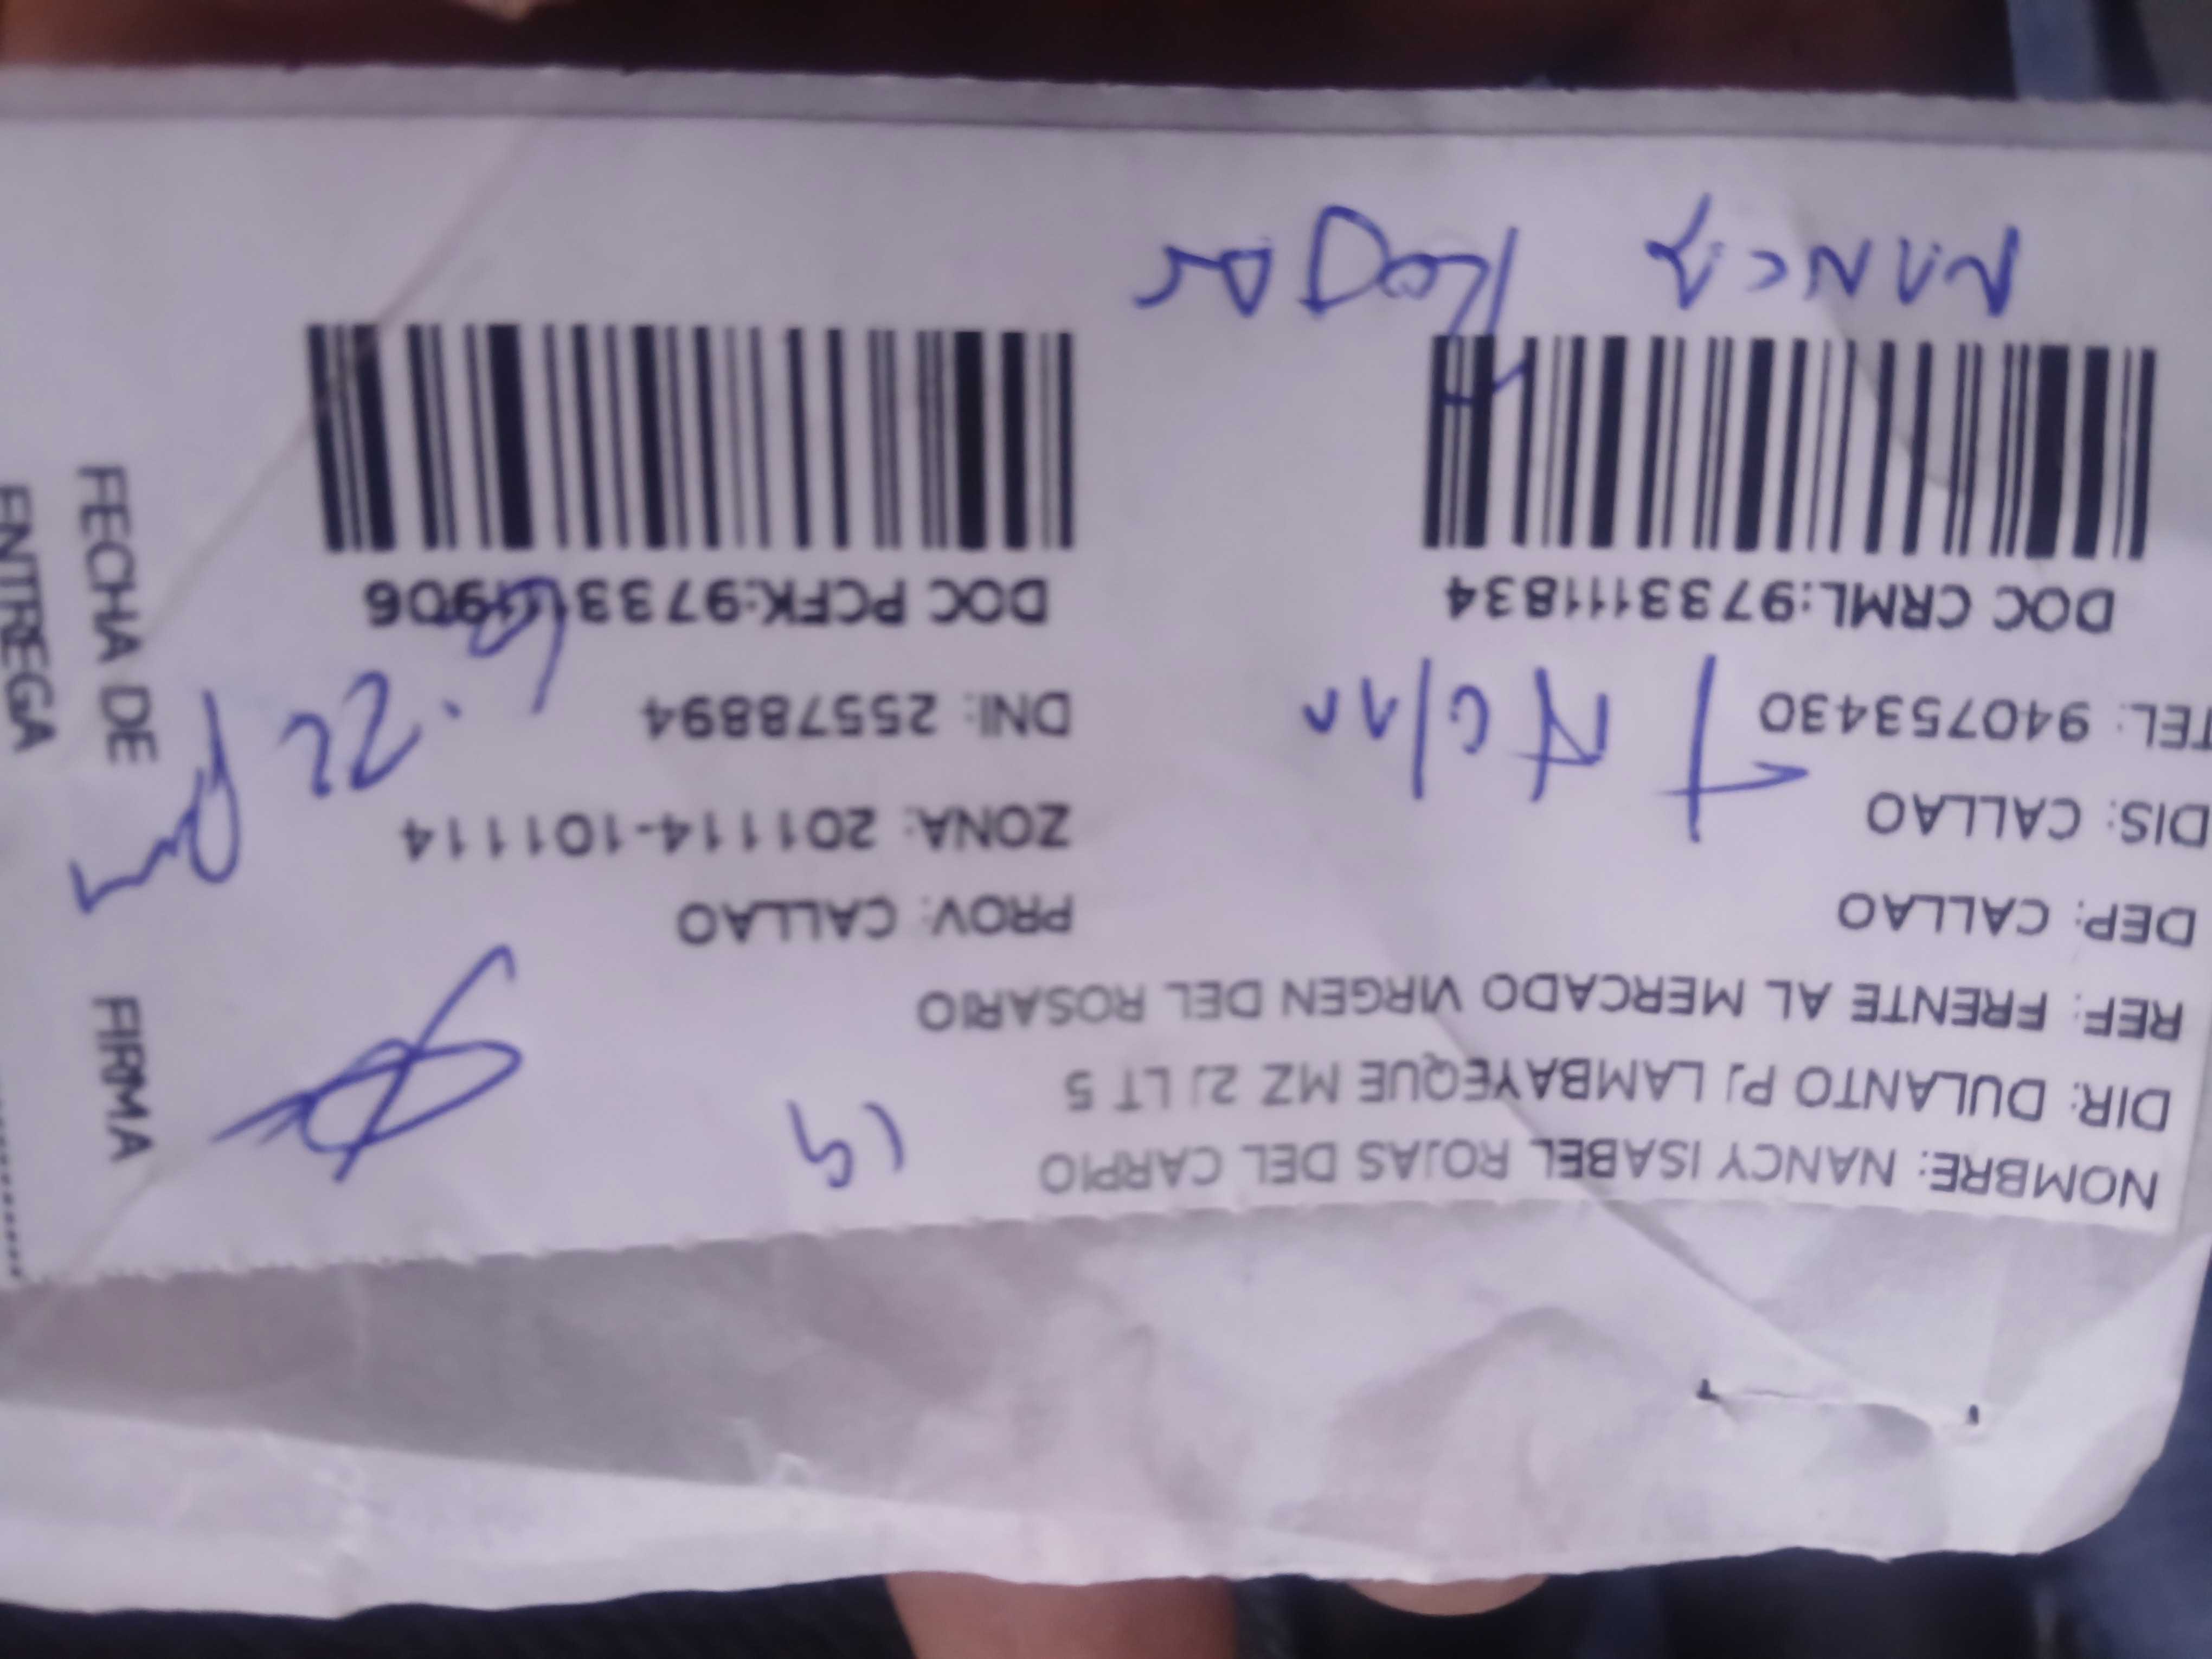 NOMBRE: NANCY ISABEL ROJAS DEL CARPIO
DIR: DULANTO PJ LAMBAYEQUE MZ 2J LT 5
REF: FRENTE AL MERCADO VIRGEN DEL ROSARIO
DEP: CALLAO PROV: CALLAO
DIS: CALLAO ZONA: 201114-101114
TEL: 940753430 DNI: 25578894
DOC CRML:9733111834 DOC PCFK:9733
FIRMA
FECHA DE
ENTREGA